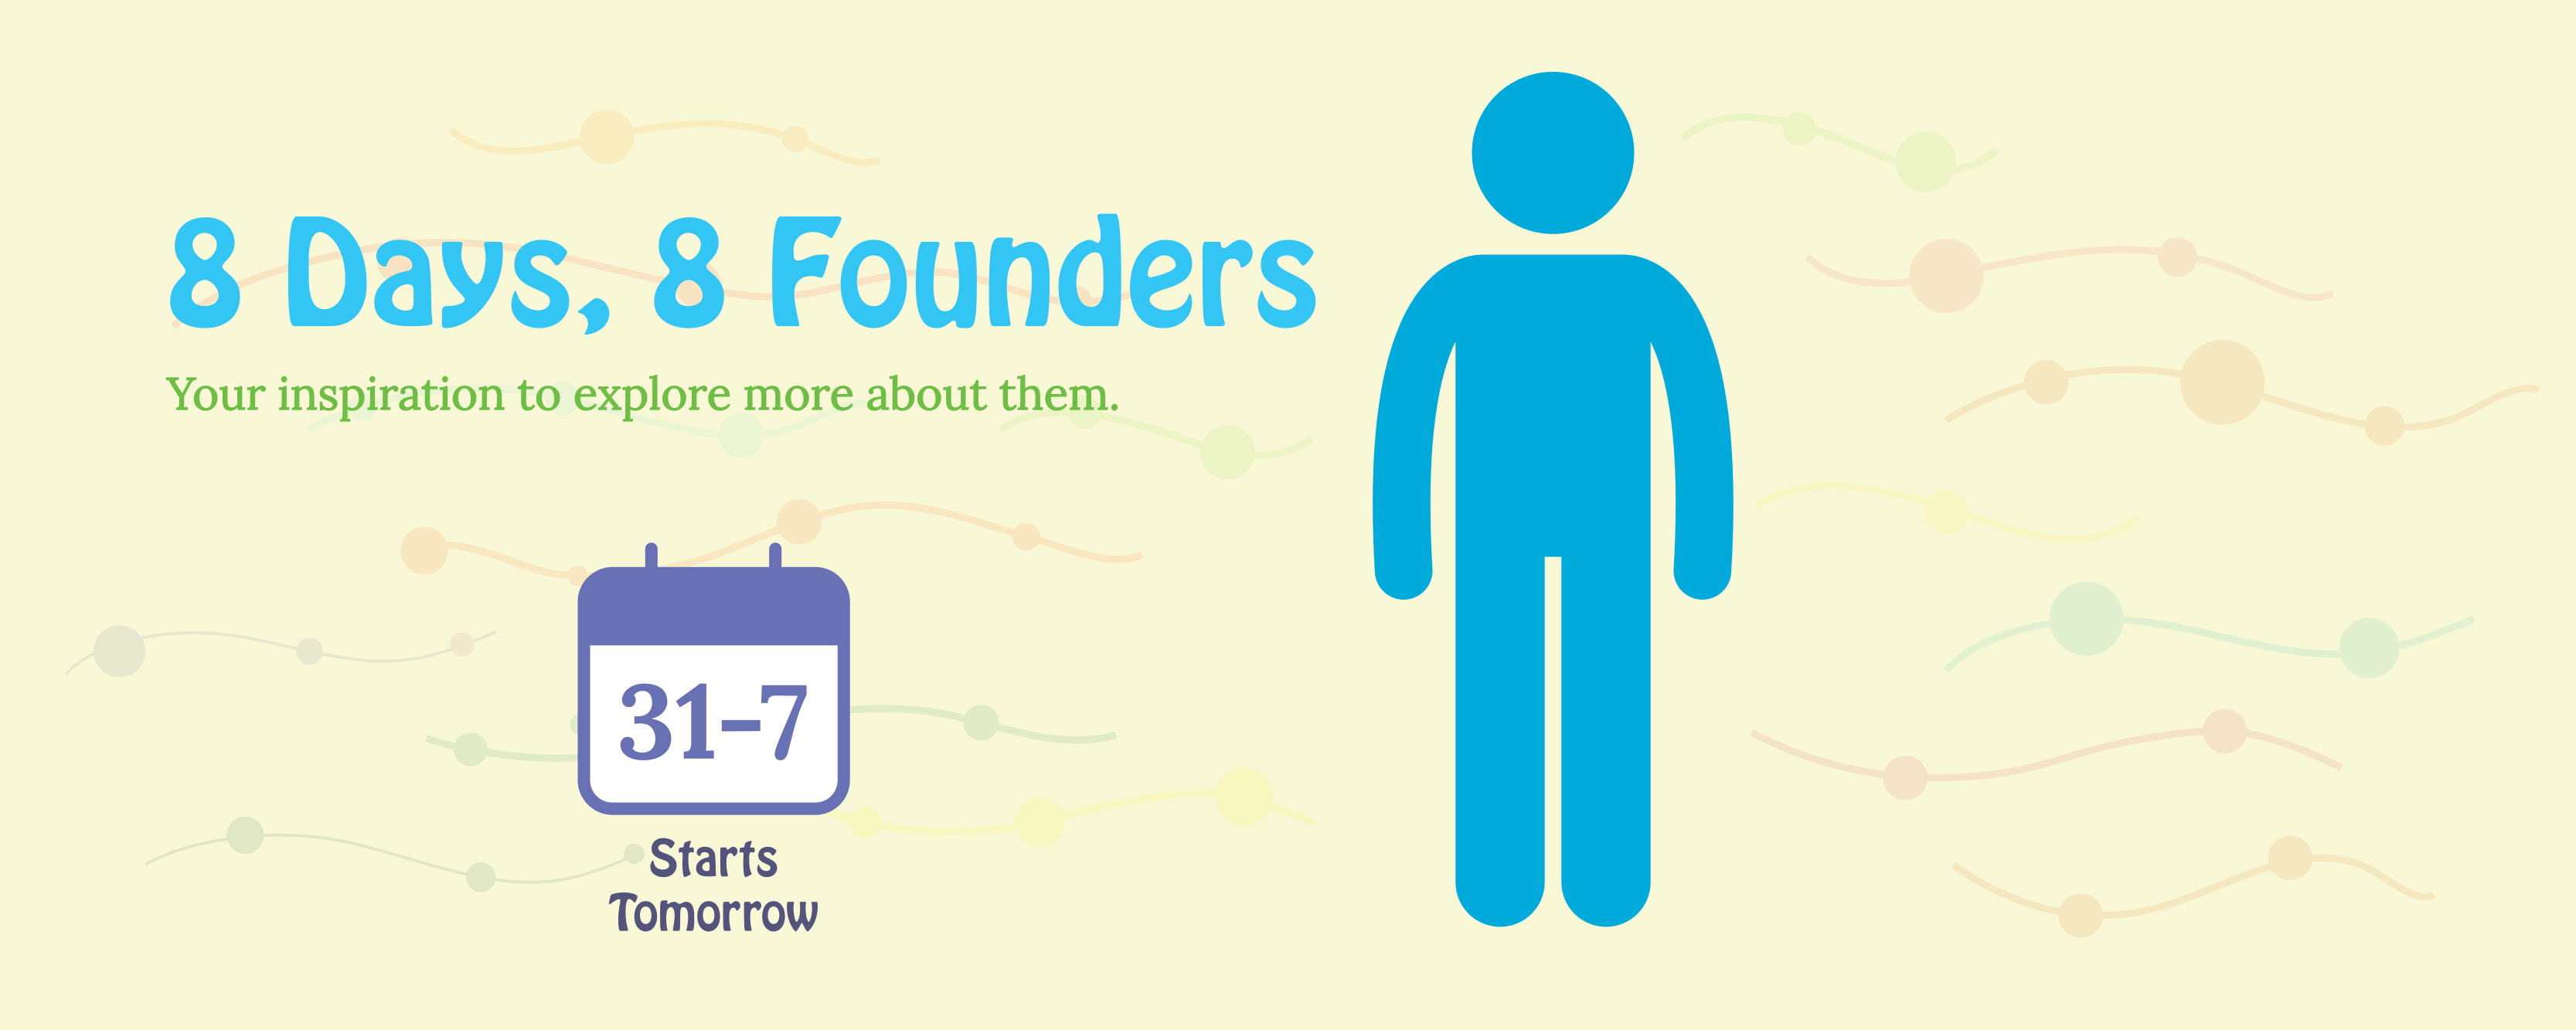 8 Days, 8 Founders
Your inspiration to explore more about them.
31-7
Starts
Tomorrow